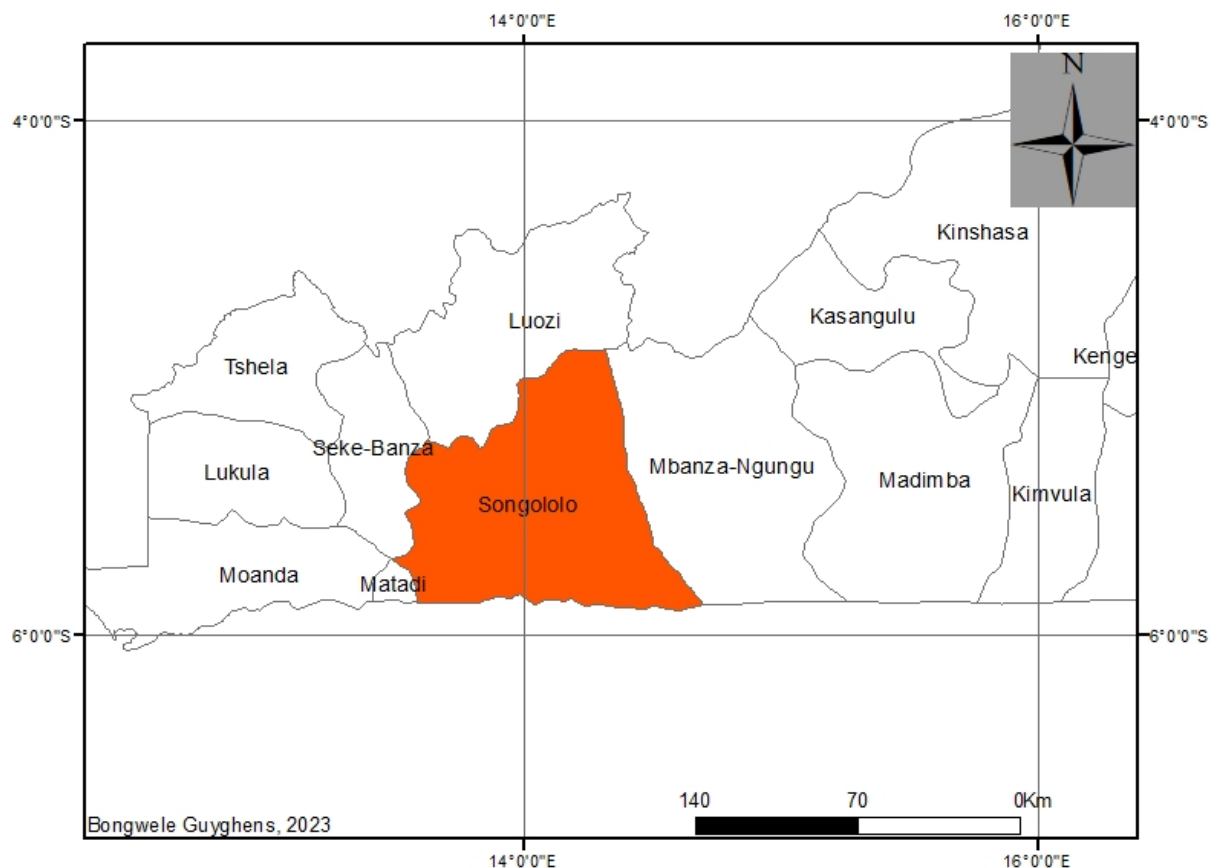 14°0'0"E 16°0'0"E
N
4°0'0"S 4°0'0"S
Kinshasa
Kasangulu
Luozi
Kenge
Tshela
Seke-Banza
Mbanza-Ngungu
Lukula
Madimba
Kimvula
Songololo
Moanda
Matadi
6°0'0"S 6°0'0"S
140 70 0Km
Bongwele Guyghens, 2023
14°0'0"E 16°0'0"E